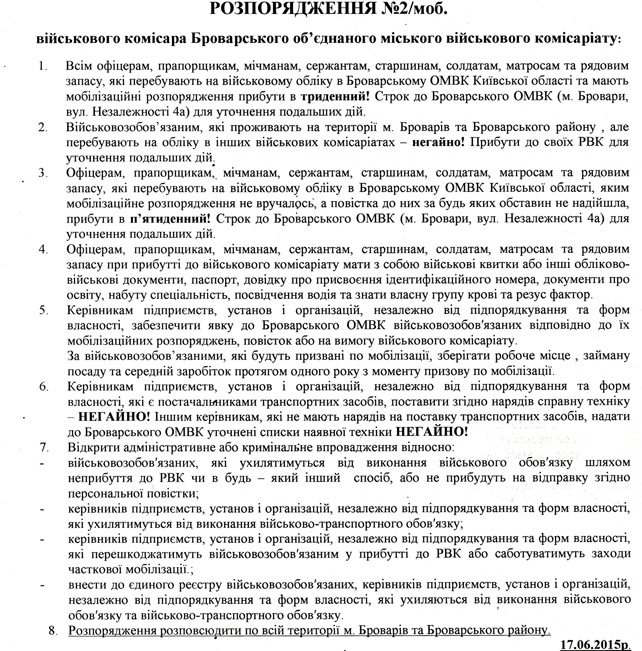 РОЗПОРЯДЖЕННЯ №2/моб.
військового комісара Броварського об’єднаного міського військового комісаріату:
1. Всім офіцерам, прапорщикам, мічманам, сержантам, старшинам, солдатам, матросам та рядовим
запасу, які перебувають на військовому обліку в Броварському ОМВК Київської області та мають
мобілізаційні розпорядження прибути в триденний! Строк до Броварського ОМВК (м. Бровари,
вул. Незалежності 4а) для уточнення подальших дій.
2. Військовозобов’язаним, які проживають на території м. Броварів та Броварського району , але
перебувають на обліку в інших військових комісаріатах – негайно! Прибути до своїх РВК для
уточнення подальших дій.
3. Офіцерам, прапорщикам, мічманам, сержантам, старшинам, солдатам, матросам та рядовим
запасу, які перебувають на військовому обліку в Броварському ОМВК Київської області, яким
мобілізаційне розпорядження не вручалось, а повістка до них за будь яких обставин не надійшла,
прибути в п’ятиденний! Строк до Броварського ОМВК (м. Бровари, вул. Незалежності 4а) для
уточнення подальших дій.
4. Офіцерам, прапорщикам, мічманам, сержантам, старшинам, солдатам, матросам та рядовим
запасу при прибутті до військового комісаріату мати з собою військові квитки або інші обліково-
військові документи, паспорт, довідку про присвоєння ідентифікаційного номера, документи про
освіту, набуту спеціальність, посвідчення водія та знати власну групу крові та резус фактор.
5. Керівникам підприємств, установ і організацій, незалежно від підпорядкування та форм
власності, забезпечити явку до Броварського ОМВК військовозобов'язаних відповідно до їх
мобілізаційних розпоряджень, повісток або на вимогу військового комісаріату.
За військовозобов’язаними, які будуть призвані по мобілізації, зберігати робоче місце , займану
посаду та середній заробіток протягом одного року з моменту призову по мобілізації.
6. Керівникам підприємств, установ і організацій, незалежно від підпорядкування та форм
власності, які є постачальниками транспортних засобів, поставити згідно нарядів справну техніку
– НЕГАЙНО! Іншим керівникам, які не мають нарядів на поставку транспортних засобів, надати
до Броварського ОМВК уточнені списки наявної техніки НЕГАЙНО!
7. Відкрити адміністративне або кримінальне впровадження відносно:
- військовозобов'язаних, які ухилятимуться від виконання військового обов'язку шляхом
неприбуття до РВК чи в будь – який інший спосіб, або не прибудуть на відправку згідно
персональної повістки;
- керівників підприємств, установ і організацій, незалежно від підпорядкування та форм власності,
які ухилятимуться від виконання військово-транспортного обов'язку;
- керівників підприємств, установ і організацій, незалежно від підпорядкування та форм власності,
які перешкоджатимуть військовозобов'язаним у прибутті до РВК або саботуватимуть заходи
часткової мобілізації.;
- внести до єдиного реєстру військовозобов'язаних, керівників підприємств, установ і організацій,
незалежно від підпорядкування та форм власності, які ухиляються від виконання військового
обов'язку та військово-транспортного обов'язку.
8. Розпорядження розповсюдити по всій території м. Броварів та Броварського району.
17.06.2015р.